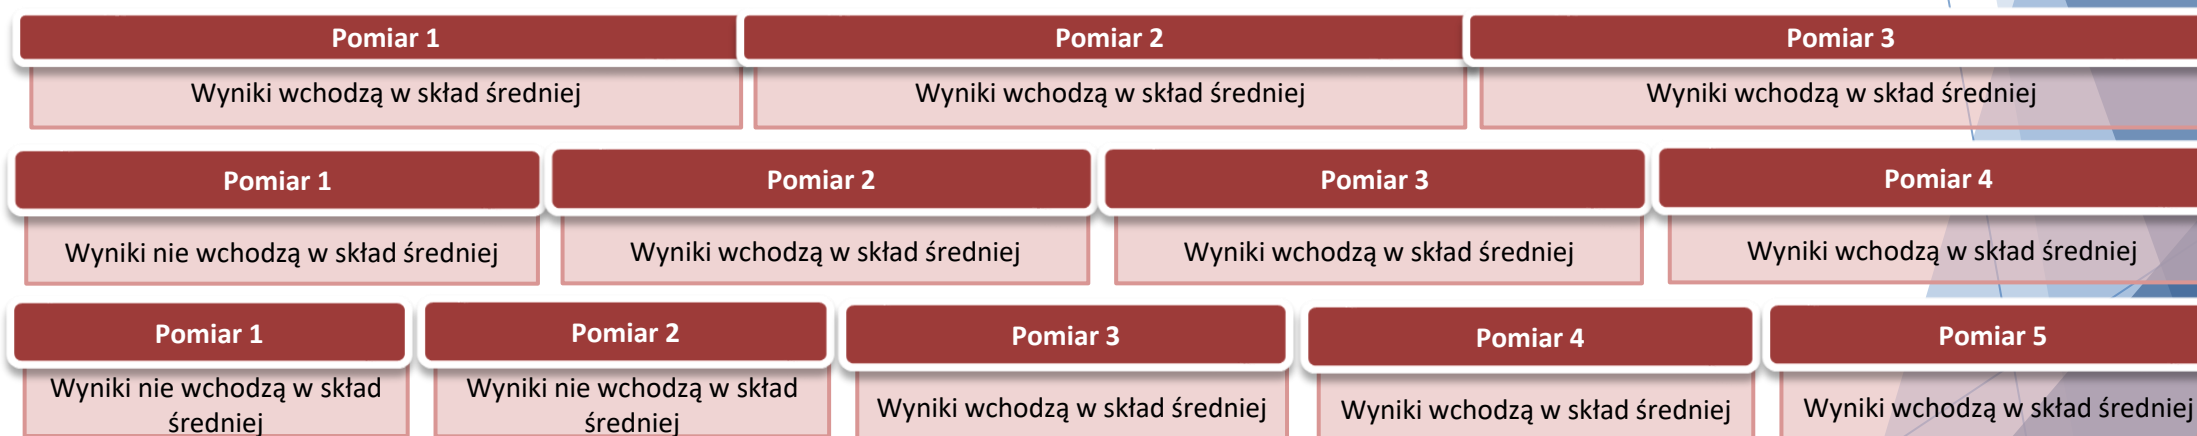 Pomiar 1
Pomiar 2
Pomiar 3
Wyniki wchodzą w skład średniej
Wyniki wchodzą w skład średniej
Wyniki wchodzą w skład średniej
Pomiar 1
Pomiar 2
Pomiar 3
Pomiar 4
Wyniki nie wchodzą w skład średniej
Wyniki wchodzą w skład średniej
Wyniki wchodzą w skład średniej
Wyniki wchodzą w skład średniej
Pomiar 1
Pomiar 2
Pomiar 3
Pomiar 4
Pomiar 5
Wyniki nie wchodzą w skład
średniej
Wyniki nie wchodzą w skład
średniej
Wyniki wchodzą w skład średniej
Wyniki wchodzą w skład średniej
Wyniki wchodzą w skład średniej